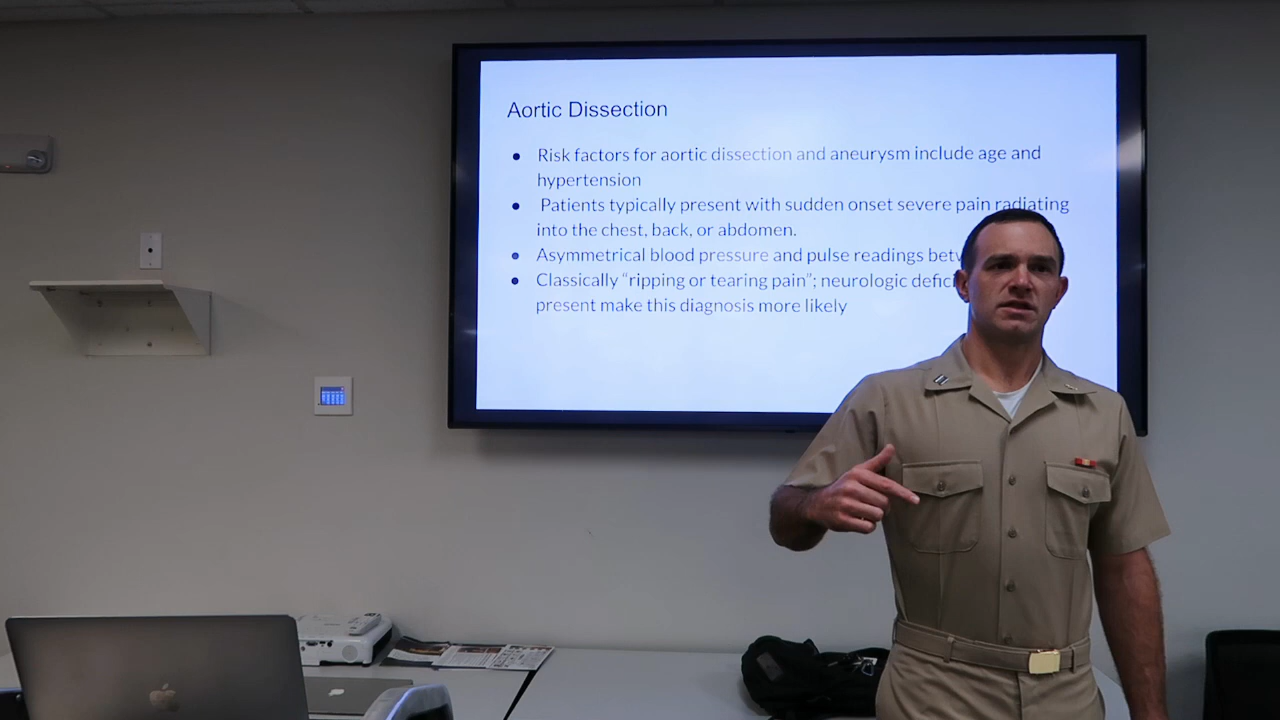 Aortic Dissection
● Risk factors for aortic dissection and aneurysm include age and
hypertension
● Patients typically present with sudden onset severe pain radiating
into the chest, back, or abdomen.
● Asymmetrical blood pressure and pulse readings
● Classically “ripping or tearing pain”; neurologic
present make this diagnosis more likely